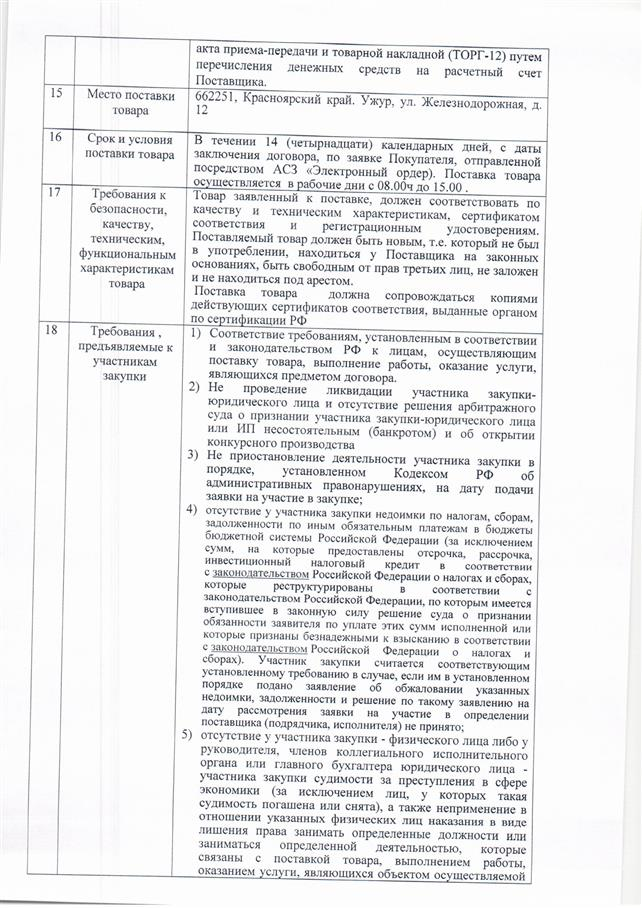 акта приема-передачи и товарной накладной (ТОРГ-12) путем
перечисления денежных средств на расчетный счет
Поставщика.
15 Место поставки товара
662251, Красноярский край. Ужур, ул. Железнодорожная, д.
12
16 Срок и условия поставки товара
В течении 14 (четырнадцати) календарных дней, с даты
заключения договора, по заявке Покупателя, отправленной
посредством АСЗ «Электронный ордер). Поставка товара
осуществляется в рабочие дни с 08.00ч до 15.00 .
17 Требования к безопасности, качеству, техническим, функциональным характеристикам товара
Товар заявленный к поставке, должен соответствовать по
качеству и техническим характеристикам, сертификатом
соответствия и регистрационным удостоверениям.
Поставляемый товар должен быть новым, т.е. который не был
в употреблении, находиться у Поставщика на законных
основаниях, быть свободным от прав третьих лиц, не заложен
и не находиться под арестом.
Поставка товара должна сопровождаться копиями
действующих сертификатов соответствия, выданные органом
по сертификации РФ
18 Требования , предъявляемые к участникам закупки
1) Соответствие требованиям, установленным в соответствии
и законодательством РФ к лицам, осуществляющим
поставку товара, выполнение работы, оказание услуги,
являющихся предметом договора.
2) Не проведение ликвидации участника закупки-
юридического лица и отсутствие решения арбитражного
суда о признании участника закупки-юридического лица
или ИП несостоятельным (банкротом) и об открытии
конкурсного производства
3) Не приостановление деятельности участника закупки в
порядке, установленном Кодексом РФ об
административных правонарушениях, на дату подачи
заявки на участие в закупке;
4) отсутствие у участника закупки недоимки по налогам, сборам,
задолженности по иным обязательным платежам в бюджеты
бюджетной системы Российской Федерации (за исключением
сумм, на которые предоставлены отсрочка, рассрочка,
инвестиционный налоговый кредит в соответствии
с законодательством Российской Федерации о налогах и сборах,
которые реструктурированы в соответствии с
законодательством Российской Федерации, по которым имеется
вступившее в законную силу решение суда о признании
обязанности заявителя по уплате этих сумм исполненной или
которые признаны безнадежными к взысканию в соответствии
с законодательством Российской Федерации о налогах и
сборах). Участник закупки считается соответствующим
установленному требованию в случае, если им в установленном
порядке подано заявление об обжаловании указанных
недоимки, задолженности и решение по такому заявлению на
дату рассмотрения заявки на участие в определении
поставщика (подрядчика, исполнителя) не принято;
5) отсутствие у участника закупки - физического лица либо у
руководителя, членов коллегиального исполнительного
органа или главного бухгалтера юридического лица -
участника закупки судимости за преступления в сфере
экономики (за исключением лиц, у которых такая
судимость погашена или снята), а также неприменение в
отношении указанных физических лиц наказания в виде
лишения права занимать определенные должности или
заниматься определенной деятельностью, которые
связаны с поставкой товара, выполнением работы,
оказанием услуги, являющихся объектом осуществляемой